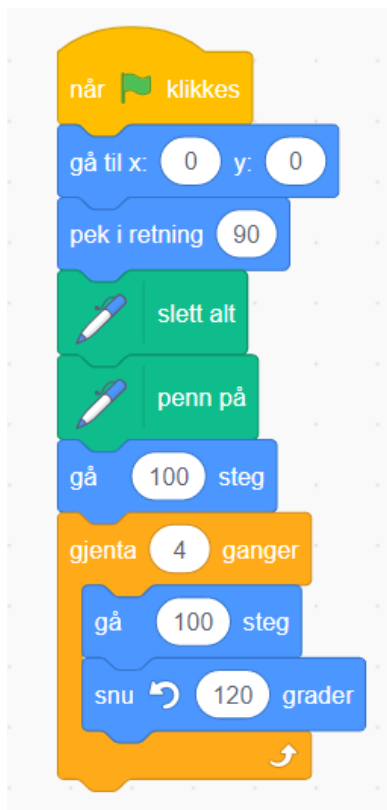 når klikkes
gå til x: 0 y: 0
pek i retning 90
slett alt
penn på
gå 100 steg
gjenta 4 ganger
gå 100 steg
snu 120 grader